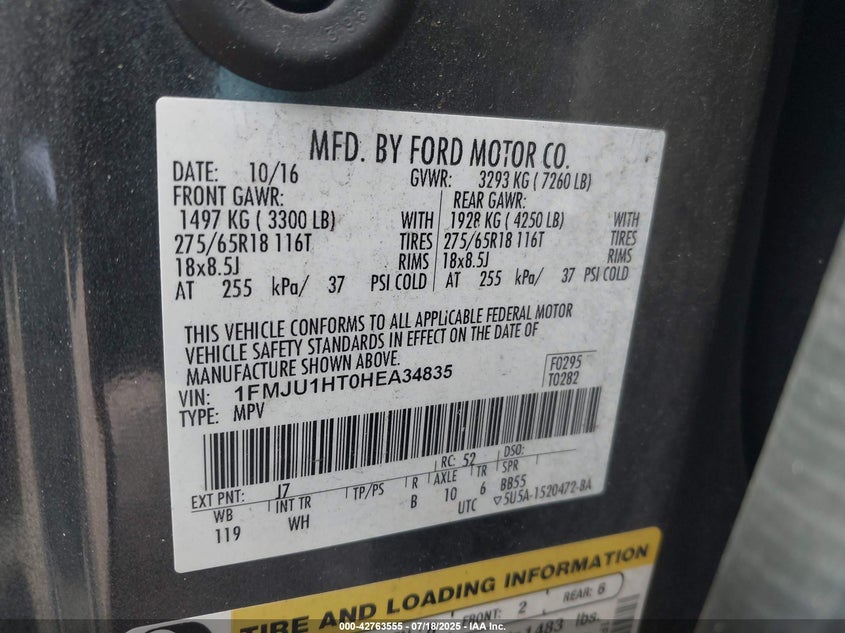 MFD. BY FORD MOTOR CO.
DATE: 10/16 GVWR: 3293 KG ( 7260 LB)
FRONT GAWR: REAR GAWR:
1497 KG ( 3300 LB) WITH 1928 KG ( 4250 LB) WITH
275/65R18 116T TIRES 275/65R18 116T TIRES
18x8.5J RIMS 18x8.5J RIMS
AT 255 kPa/ 37 PSI COLD AT 255 kPa/ 37 PSI COLD
THIS VEHICLE CONFORMS TO ALL APPLICABLE FEDERAL MOTOR
VEHICLE SAFETY STANDARDS IN EFFECT ON THE DATE OF
MANUFACTURE SHOWN ABOVE.
VIN: 1FMJU1HT0HEA34835 F0295
TYPE: MPV T0282
EXT PNT: J7 RC: 52 DSO:
WB INT TR TP/PS R AXLE TR SPR
119 WH B 10 6 BB55
UTC ▽5U5A-1520472-BA
TIRE AND LOADING INFORMATION
FRONT: 2 REAR: 6
1483 lbs.
000-42763555 - 07/18/2025 - © IAA Inc.